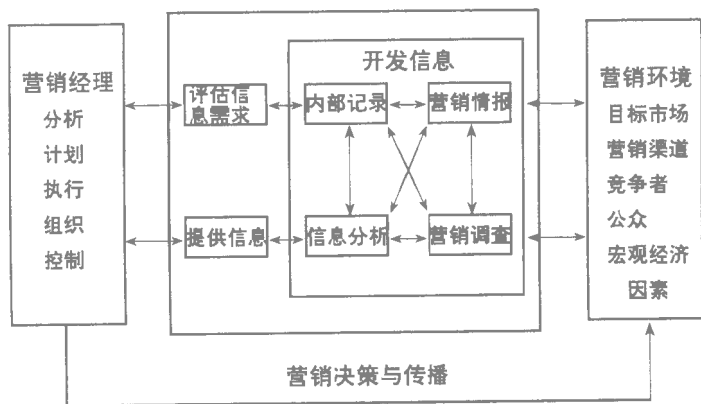 营销经理
分析
计划
执行
组织
控制
评估信
息需求
提供信息
开发信息
内部记录
营销情报
信息分析
营销调查
营销环境
目标市场
营销渠道
竞争者
公众
宏观经济
因素
营销决策与传播